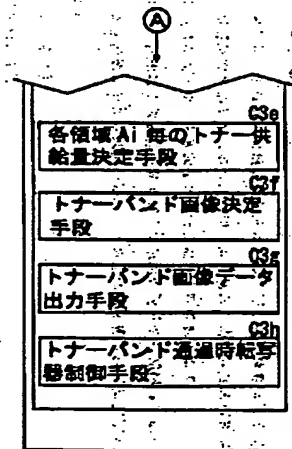 A
C3e
各領域Ai毎のトナー供
給量決定手段
C3f
トナーバンド画像決定
手段
C3g
トナーバンド画像データ
出力手段
C3h
トナーバンド通過時転写
器制御手段